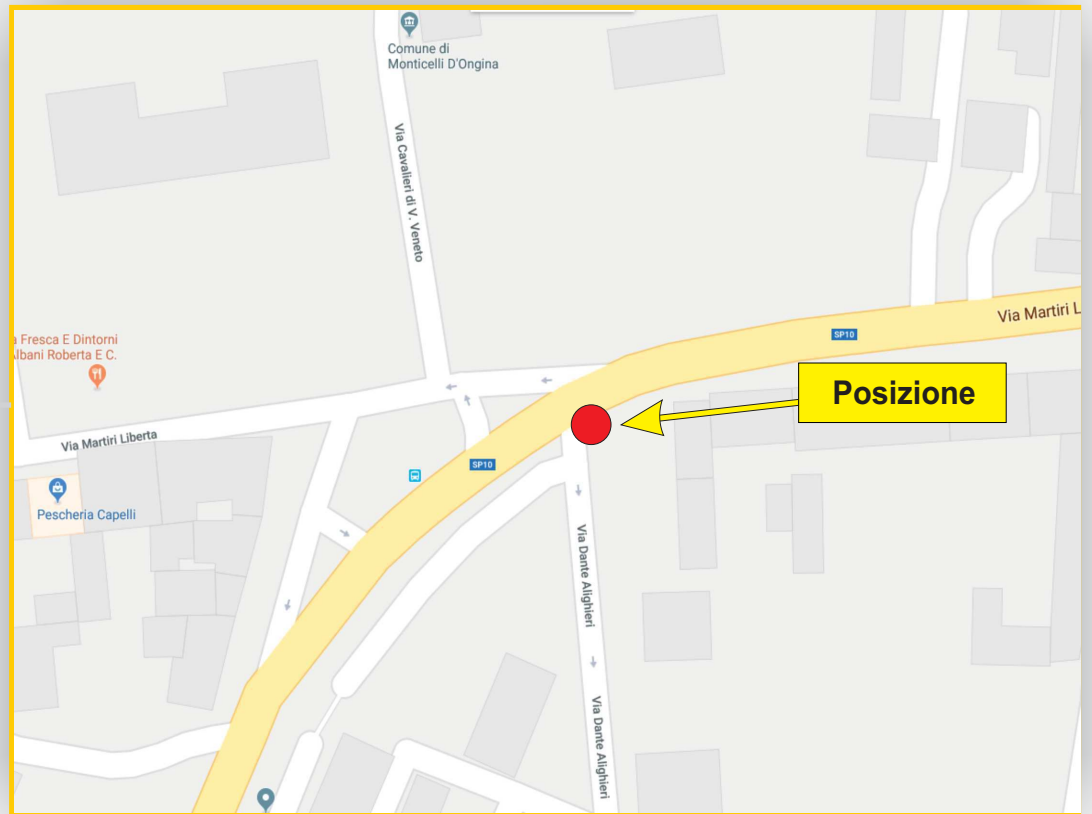 Comune di
Monticelli D'Ongina
Via Cavalieri di V. Veneto
Via Martiri L
SP10
a Fresca E Dintorni
lbani Roberta E C.
Posizione
Via Martiri Liberta
SP10
Pescheria Capelli
Via Dante Alighieri
Via Dante Alighieri